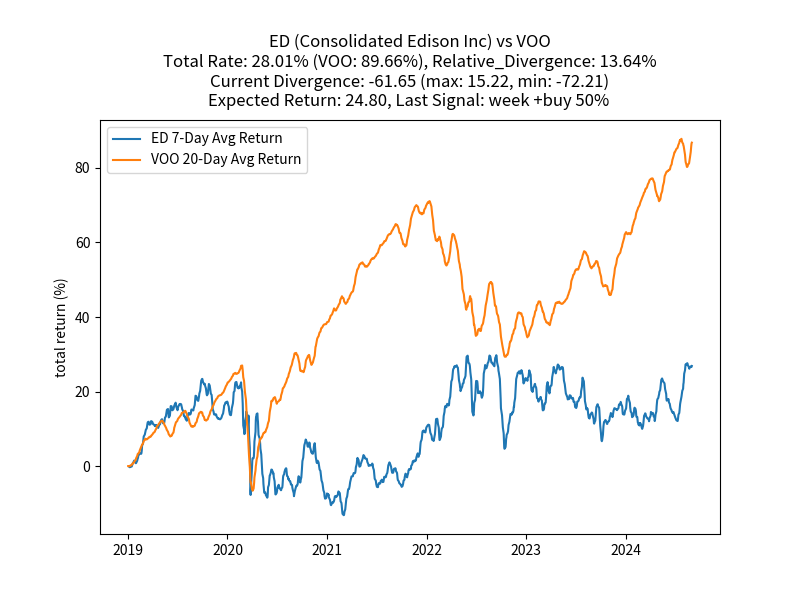 ED (Consolidated Edison Inc) vs VOO
Total Rate: 28.01% (VOO: 89.66%), Relative_Divergence: 13.64%
Current Divergence: -61.65 (max: 15.22, min: -72.21)
Expected Return: 24.80, Last Signal: week +buy 50%
ED 7-Day Avg Return
VOO 20-Day Avg Return
total return (%)
80
60
40
20
0
2019
2020
2021
2022
2023
2024